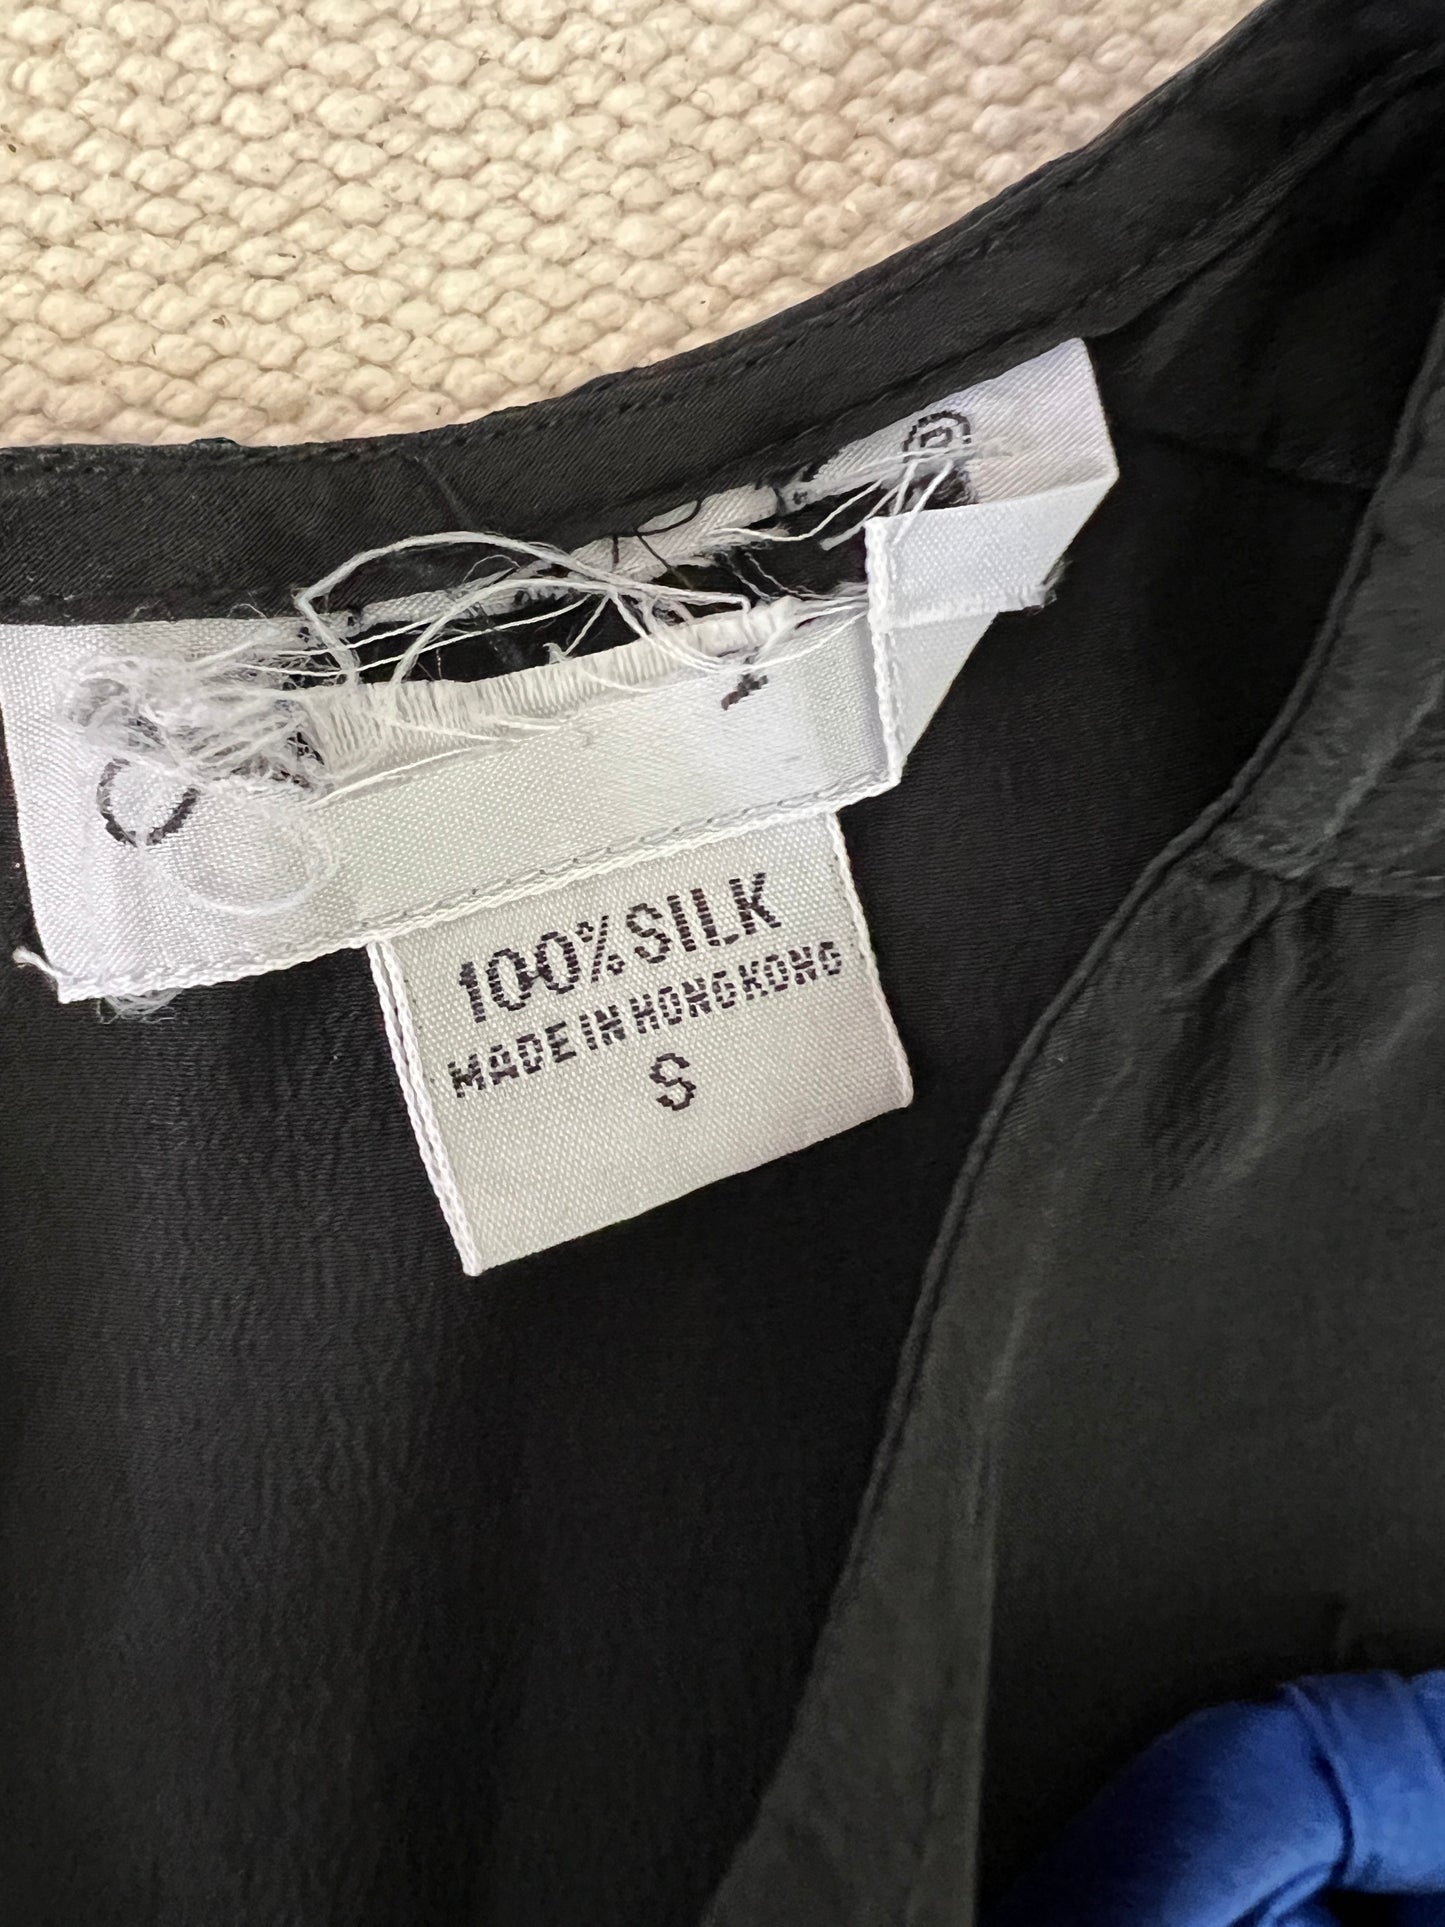 ®
100% SILK
MADE IN HONG KONG
S